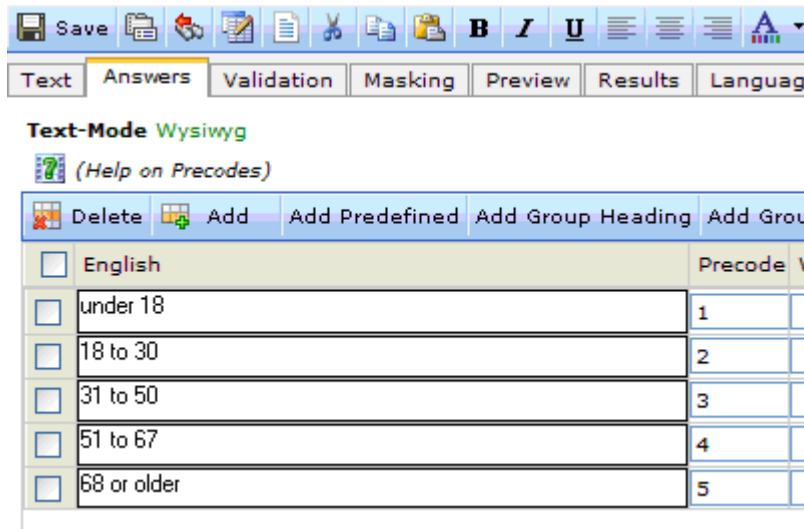 Save B I U A
Text Answers Validation Masking Preview Results Languag
Text-Mode Wysiwyg
(Help on Precodes)
Delete Add Add Predefined Add Group Heading Add Grou
English Precode
under 18 1
18 to 30 2
31 to 50 3
51 to 67 4
68 or older 5